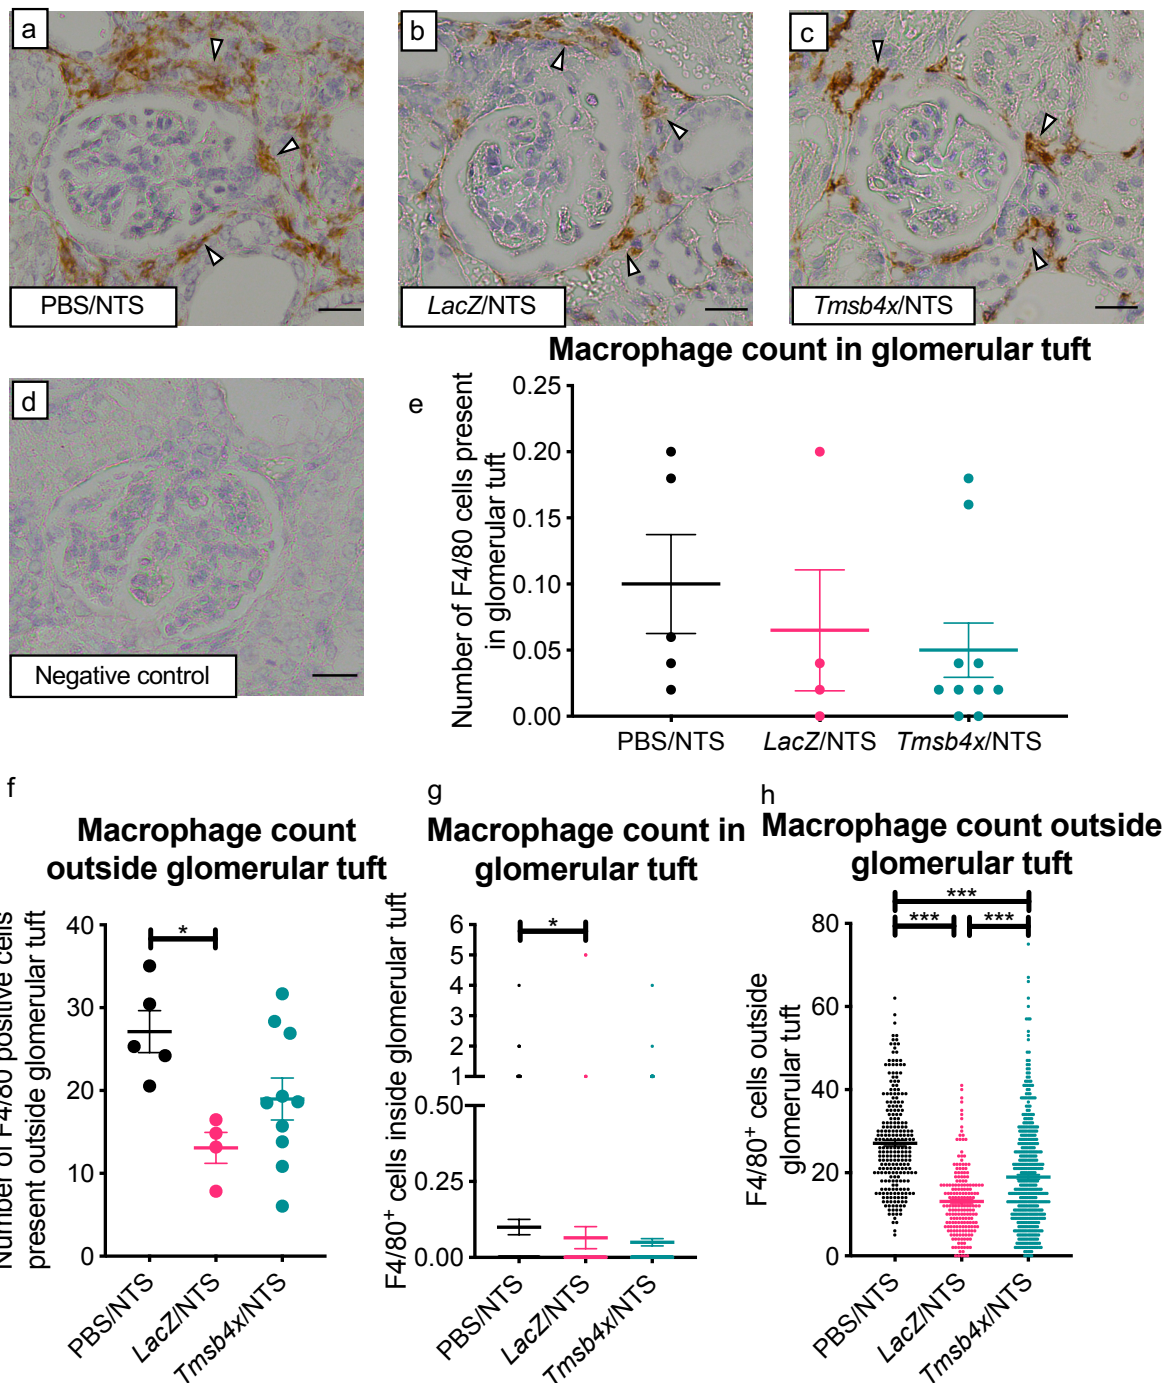 a
PBS/NTS
b
LacZ/NTS
c
Tmsb4x/NTS
d
Negative control
Macrophage count in glomerular tuft
e
Number of F4/80 cells present
in glomerular tuft
0.25
0.20
0.15
0.10
0.05
0.00
PBS/NTS
LacZ/NTS
Tmsb4x/NTS
f
Macrophage count
outside glomerular tuft
Number of F4/80 positive cells
present outside glomerular tuft
40
30
20
10
0
*
PBS/NTS
LacZ/NTS
Tmsb4x/NTS
g
Macrophage count in
glomerular tuft
F4/80+ cells inside glomerular tuft
6
5
4
3
2
1
0.50
0.25
0.00
*
PBS/NTS
LacZ/NTS
Tmsb4x/NTS
h
Macrophage count outside
glomerular tuft
F4/80+ cells outside
glomerular tuft
80
60
40
20
0
***
*** ***
PBS/NTS
LacZ/NTS
Tmsb4x/NTS